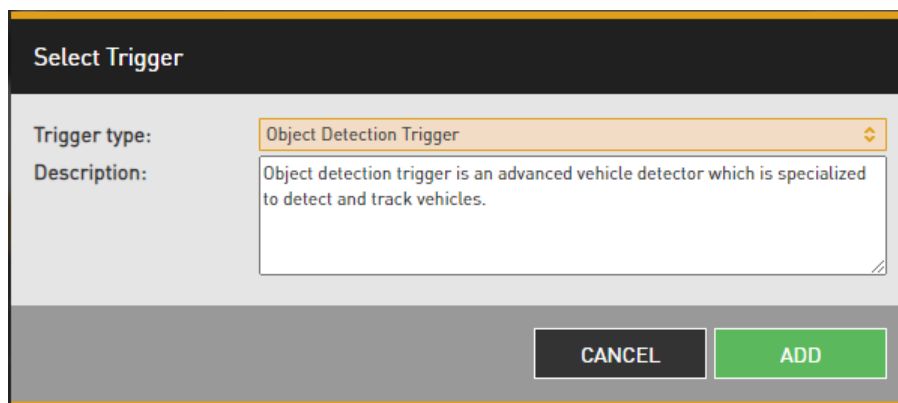 Select Trigger
Trigger type:
Object Detection Trigger
Description:
Object detection trigger is an advanced vehicle detector which is specialized
to detect and track vehicles.
CANCEL
ADD